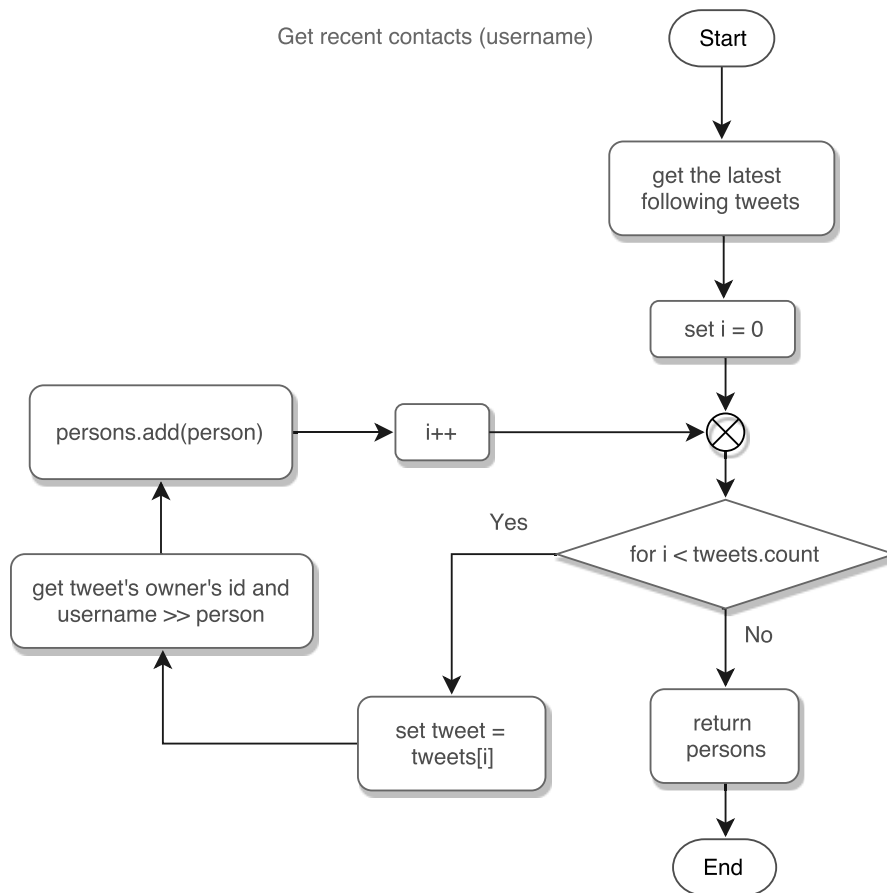 Get recent contacts (username)
Start
get the latest
following tweets
set i = 0
persons.add(person)
i++
Yes
for i < tweets.count
get tweet's owner's id and
username >> person
No
set tweet =
tweets[i]
return
persons
End